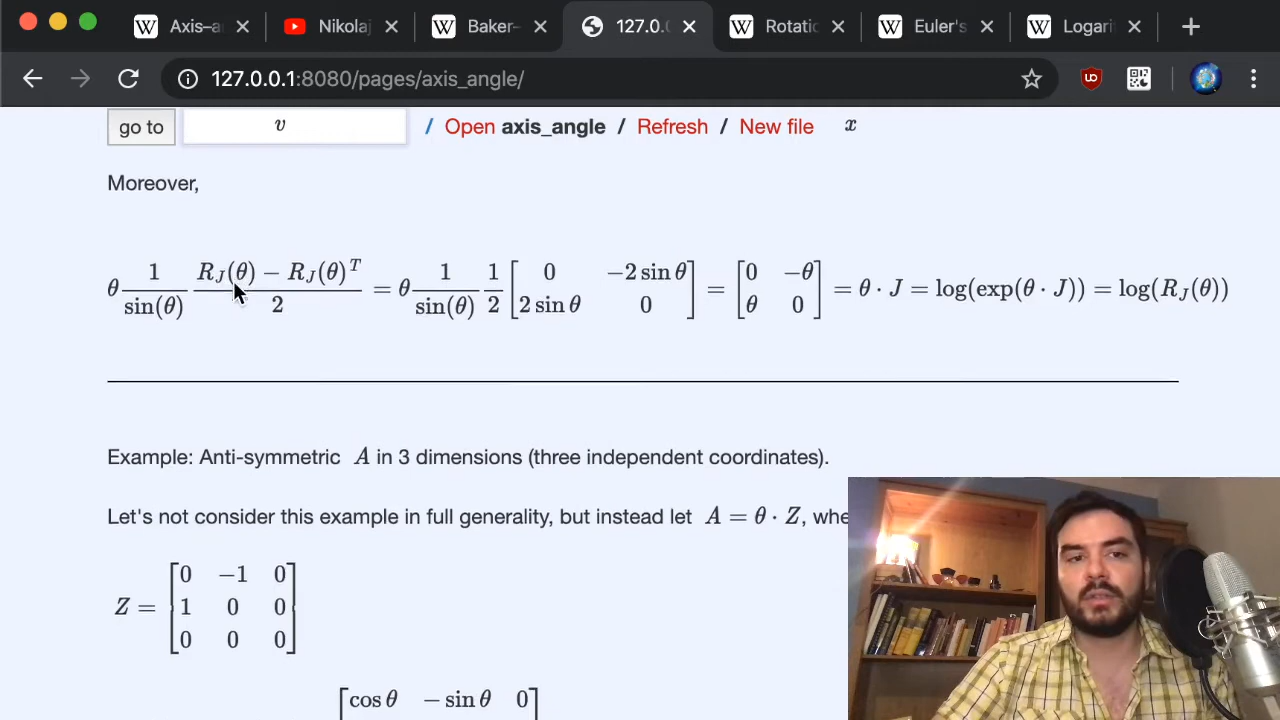 Axis–a
Nikolaj
Baker–
127.0.0
Rotatic
Euler's
Logari
127.0.0.1:8080/pages/axis_angle/
go to v / Open axis_angle / Refresh / New file x
Moreover,
θ 1/sin(θ) (R_J(θ) − R_J(θ)^T)/2 = θ 1/sin(θ) 1/2 [0 −2 sin θ; 2 sin θ 0] = [0 −θ; θ 0] = θ · J = log(exp(θ · J)) = log(R_J(θ))
Example: Anti-symmetric A in 3 dimensions (three independent coordinates).
Let's not consider this example in full generality, but instead let A = θ · Z, whe
Z = [0 −1 0; 1 0 0; 0 0 0]
[cos θ − sin θ 0]